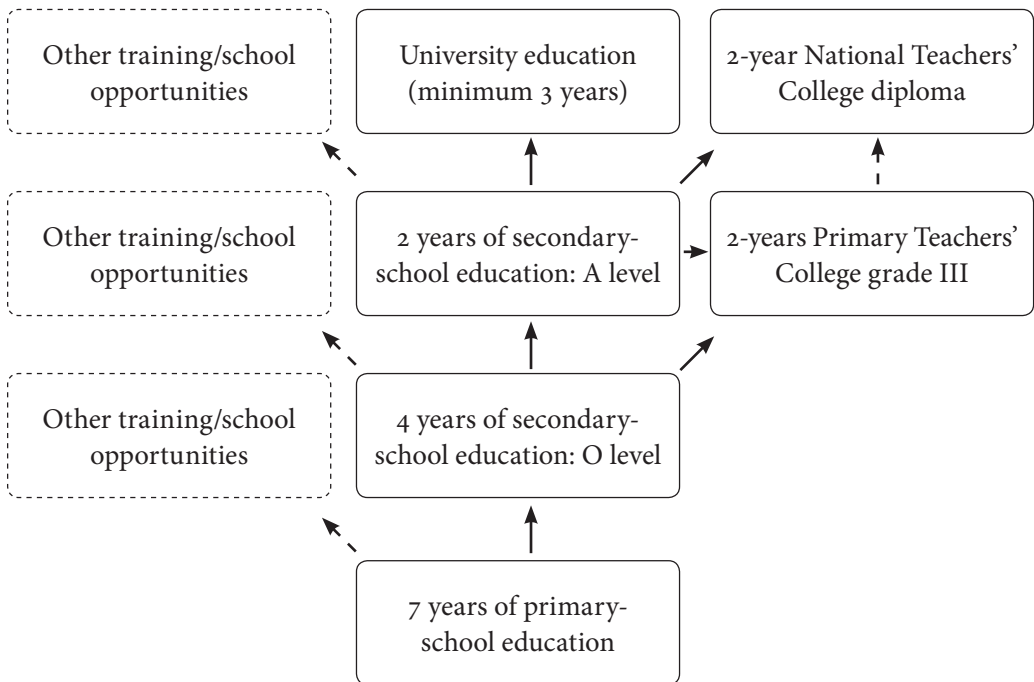 Other training/school
opportunities
University education
(minimum 3 years)
2-year National Teachers’
College diploma
Other training/school
opportunities
2 years of secondary-
school education: A level
2-years Primary Teachers’
College grade III
Other training/school
opportunities
4 years of secondary-
school education: O level
7 years of primary-
school education